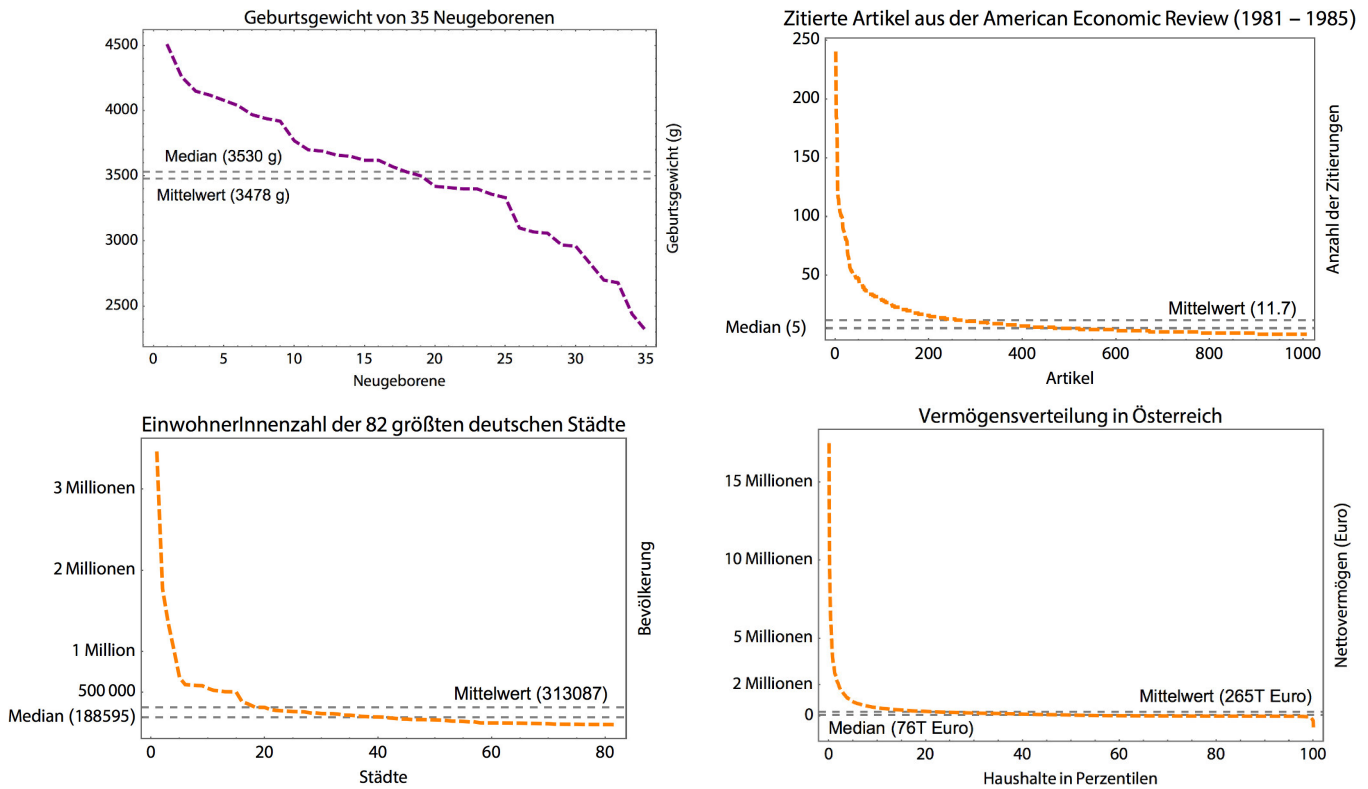 Geburtsgewicht von 35 Neugeborenen
4500
4000
3500
3000
2500
Median (3530 g)
Mittelwert (3478 g)
Geburtsgewicht (g)
0 5 10 15 20 25 30 35
Neugeborene
Zitierte Artikel aus der American Economic Review (1981 – 1985)
250
200
150
100
50
Median (5)
Mittelwert (11.7)
Anzahl der Zitierungen
0 200 400 600 800 1000
Artikel
EinwohnerInnenzahl der 82 größten deutschen Städte
3 Millionen
2 Millionen
1 Million
500 000
Median (188595)
Mittelwert (313087)
Bevölkerung
0 20 40 60 80
Städte
Vermögensverteilung in Österreich
15 Millionen
10 Millionen
5 Millionen
2 Millionen
0
Mittelwert (265T Euro)
Median (76T Euro)
Nettovermögen (Euro)
0 20 40 60 80 100
Haushalte in Perzentilen